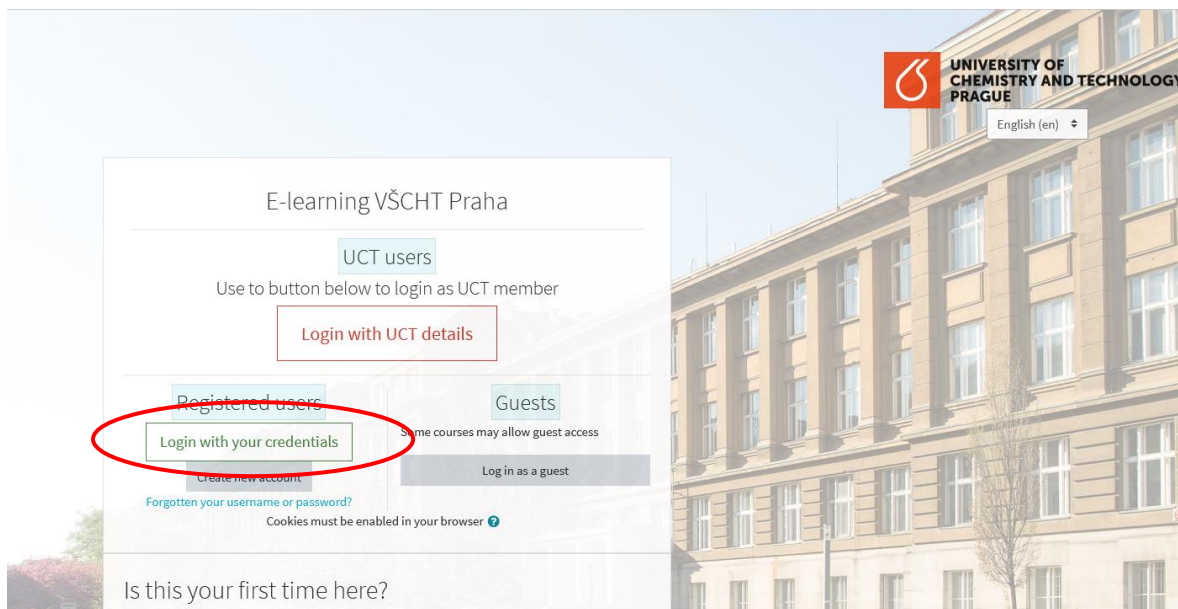 UNIVERSITY OF
CHEMISTRY AND TECHNOLOGY
PRAGUE
English (en)
E-learning VŠCHT Praha
UCT users
Use to button below to login as UCT member
Login with UCT details
Registered users
Login with your credentials
Create new account
Forgotten your username or password?
Guests
Some courses may allow guest access
Log in as a guest
Cookies must be enabled in your browser ?
Is this your first time here?